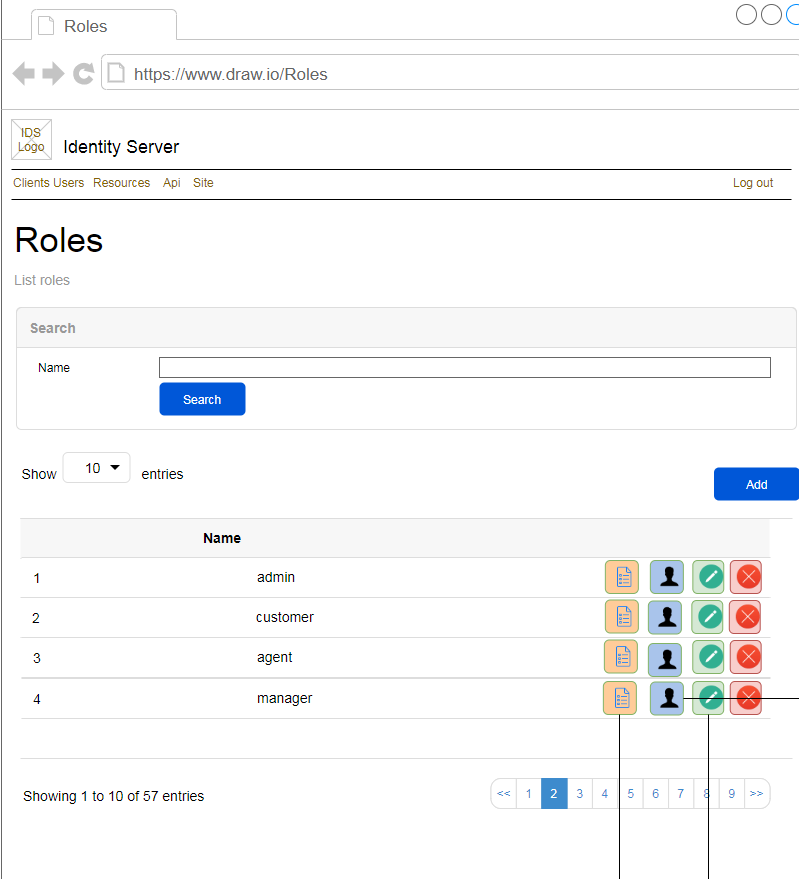 Roles
https://www.draw.io/Roles
IDS
Logo
Identity Server
Clients Users Resources Api Site Log out
Roles
List roles
Search
Name
Search
Show 10 entries
Add
Name
1 admin
2 customer
3 agent
4 manager
Showing 1 to 10 of 57 entries << 1 2 3 4 5 6 7 8 9 >>